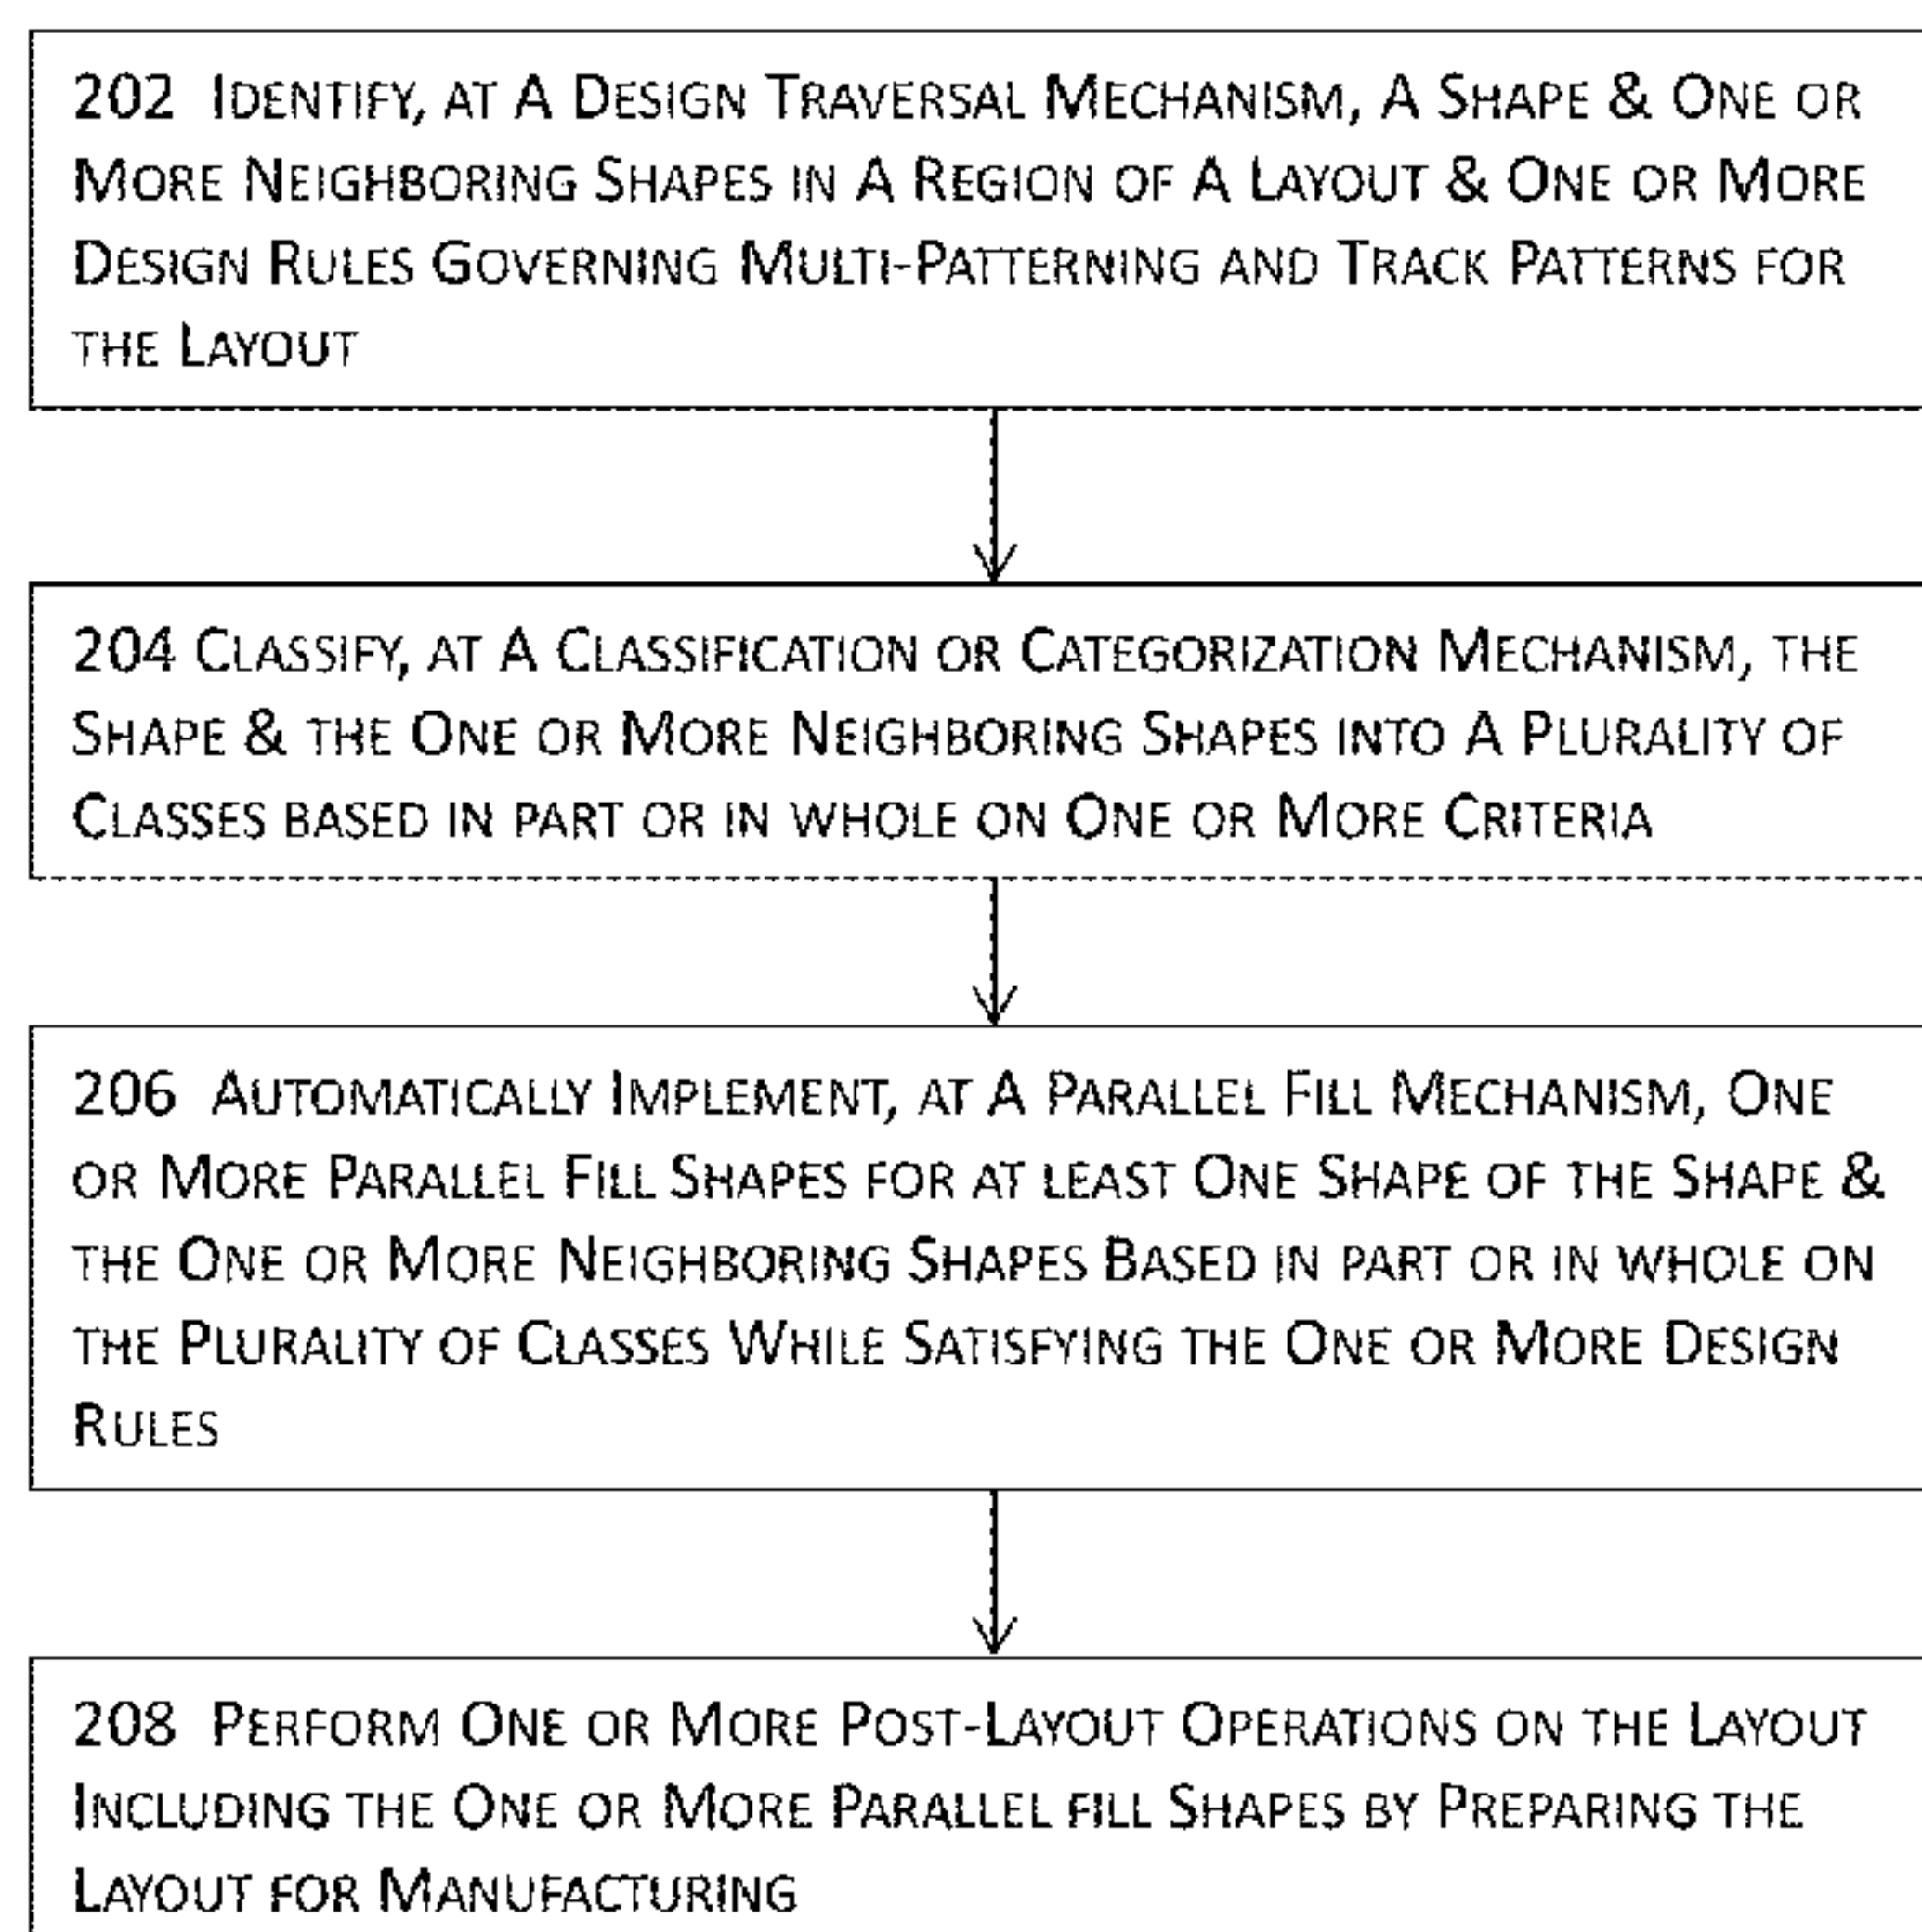 202 Identify, at A Design Traversal Mechanism, A Shape & One or
More Neighboring Shapes in A Region of A Layout & One or More
Design Rules Governing Multi-Patterning and Track Patterns for
the Layout
204 Classify, at A Classification or Categorization Mechanism, the
Shape & the One or More Neighboring Shapes into A Plurality of
Classes based in part or in whole on One or More Criteria
206 Automatically Implement, at A Parallel Fill Mechanism, One
or More Parallel Fill Shapes for at least One Shape of the Shape &
the One or More Neighboring Shapes Based in part or in whole on
the Plurality of Classes While Satisfying the One or More Design
Rules
208 Perform One or More Post-Layout Operations on the Layout
Including the One or More Parallel fill Shapes by Preparing the
Layout for Manufacturing